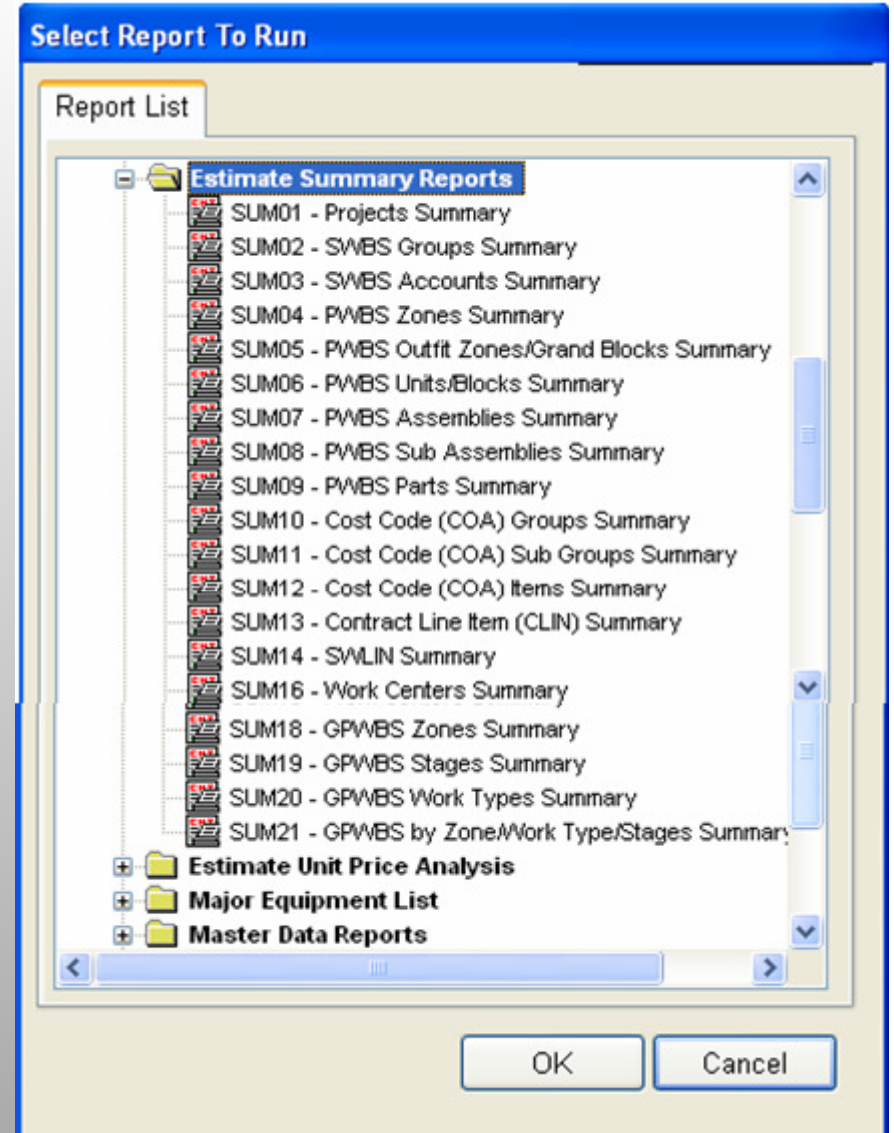 Select Report To Run
Report List
Estimate Summary Reports
SUM01 - Projects Summary
SUM02 - SWBS Groups Summary
SUM03 - SWBS Accounts Summary
SUM04 - PWBS Zones Summary
SUM05 - PWBS Outfit Zones/Grand Blocks Summary
SUM06 - PWBS Units/Blocks Summary
SUM07 - PWBS Assemblies Summary
SUM08 - PWBS Sub Assemblies Summary
SUM09 - PWBS Parts Summary
SUM10 - Cost Code (COA) Groups Summary
SUM11 - Cost Code (COA) Sub Groups Summary
SUM12 - Cost Code (COA) Items Summary
SUM13 - Contract Line Item (CLIN) Summary
SUM14 - SWLIN Summary
SUM16 - Work Centers Summary
SUM18 - GPWBS Zones Summary
SUM19 - GPWBS Stages Summary
SUM20 - GPWBS Work Types Summary
SUM21 - GPWBS by Zone/Work Type/Stages Summary
Estimate Unit Price Analysis
Major Equipment List
Master Data Reports
OK Cancel